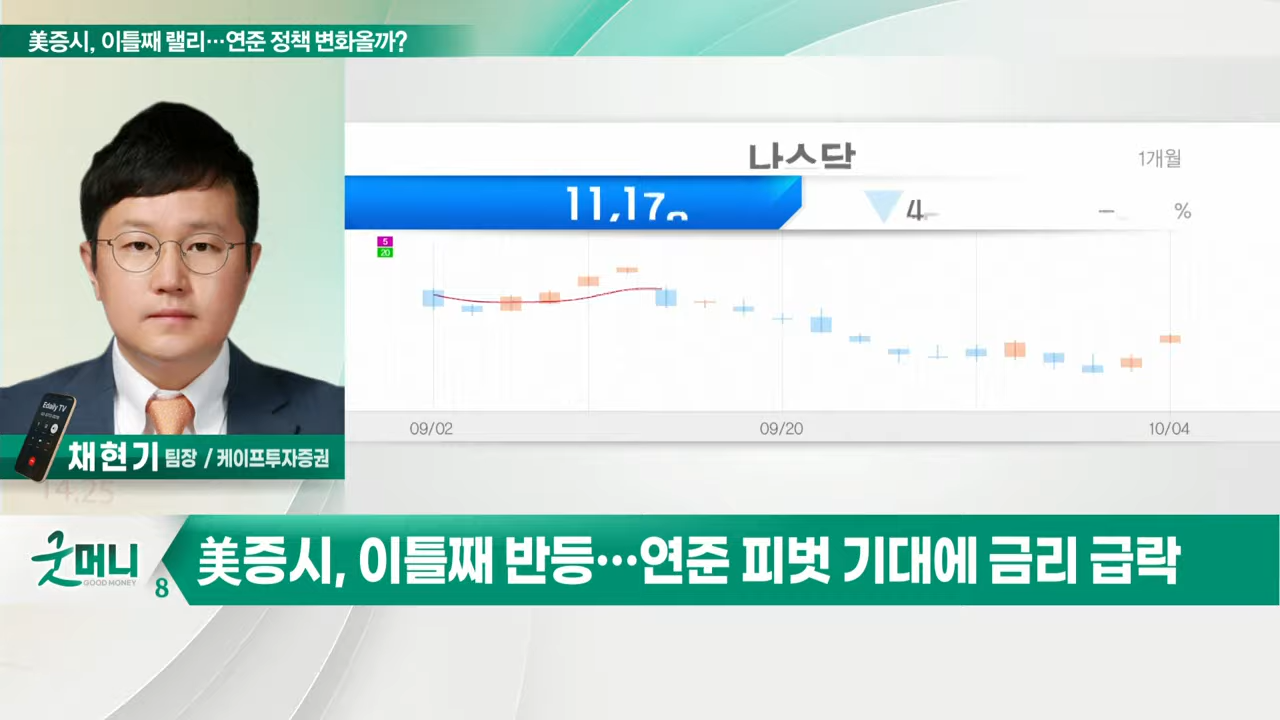 美증시, 이틀째 랠리…연준 정책 변화올까?
나스닥
1개월
%
5
20
09/02
09/20
10/04
Edaily TV
채현기 팀장 / 케이프투자증권
14.25
굿머니
GOOD MONEY
8
美증시, 이틀째 반등…연준 피벗 기대에 금리 급락